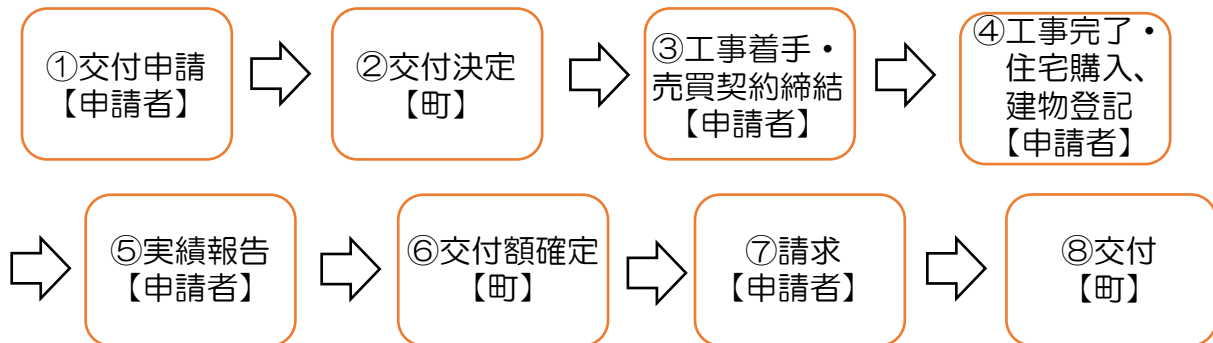 ①交付申請
【申請者】
②交付決定
【町】
③工事着手・
売買契約締結
【申請者】
④工事完了・
住宅購入、
建物登記
【申請者】
⑤実績報告
【申請者】
⑥交付額確定
【町】
⑦請求
【申請者】
⑧交付
【町】